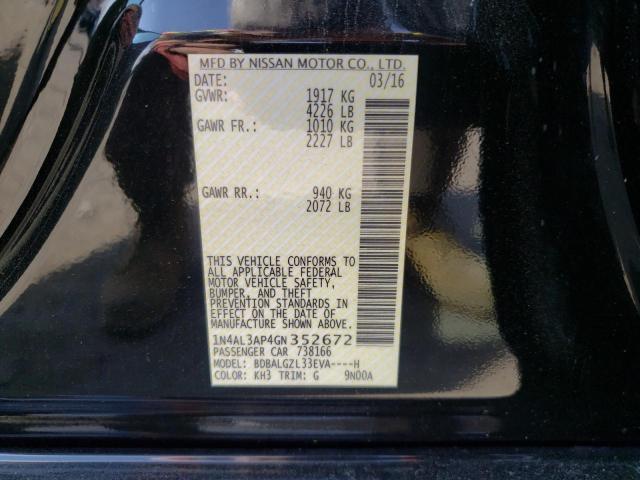 MFD BY NISSAN MOTOR CO., LTD.
DATE: 03/16
GVWR: 1917 KG
4226 LB
GAWR FR.: 1010 KG
2227 LB
GAWR RR.: 940 KG
2072 LB
THIS VEHICLE CONFORMS TO
ALL APPLICABLE FEDERAL
MOTOR VEHICLE SAFETY,
BUMPER, AND THEFT
PREVENTION STANDARDS IN
EFFECT ON THE DATE OF
MANUFACTURE SHOWN ABOVE.
1N4AL3AP4GN352672
PASSENGER CAR 738166
MODEL: BDBALGZL33EVA----H
COLOR: KH3 TRIM: G 9N00A